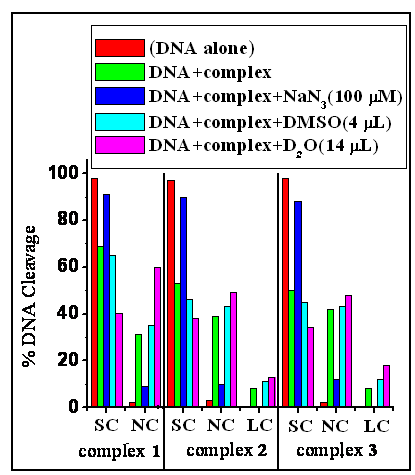 (DNA alone)
DNA+complex
DNA+complex+NaN3(100 μM)
DNA+complex+DMSO(4 μL)
DNA+complex+D2O(14 μL)
% DNA Cleavage
100
80
60
40
20
0
SC NC SC NC LC SC NC LC
complex 1 complex 2 complex 3